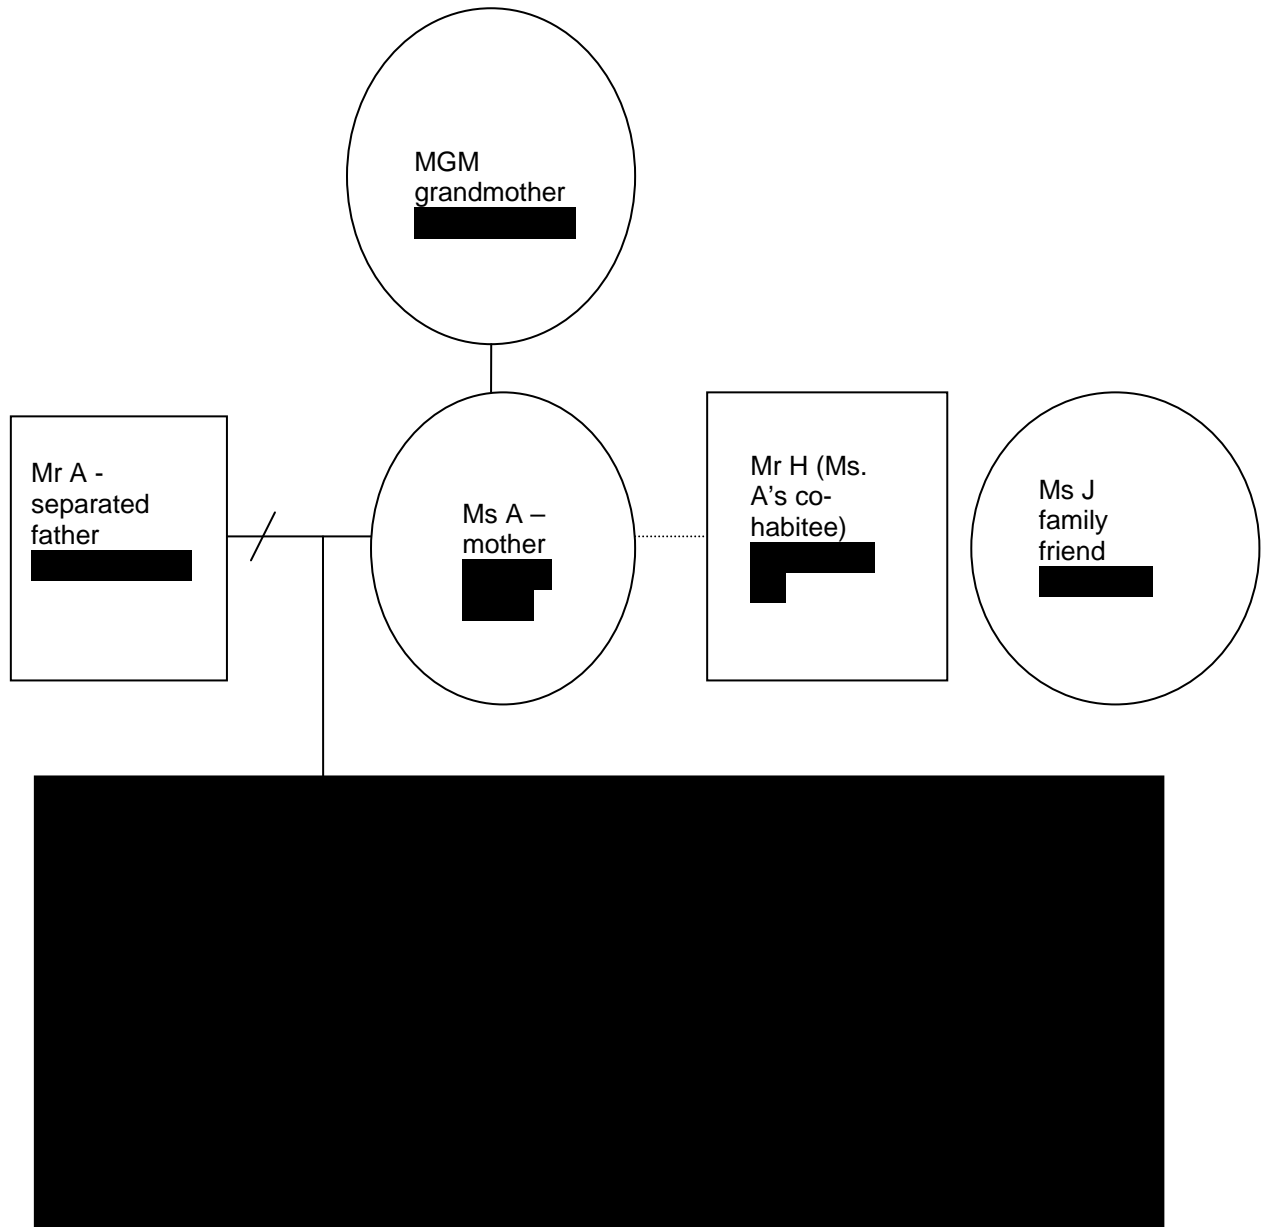 MGM
grandmother
Mr A -
separated
father
Ms A –
mother
Mr H (Ms.
A's co-
habitee)
Ms J
family
friend